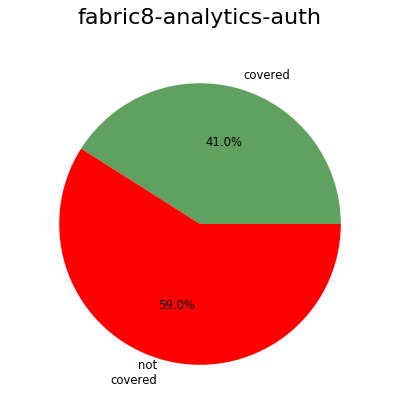 fabric8-analytics-auth
covered
41.0%
59.0%
not
covered